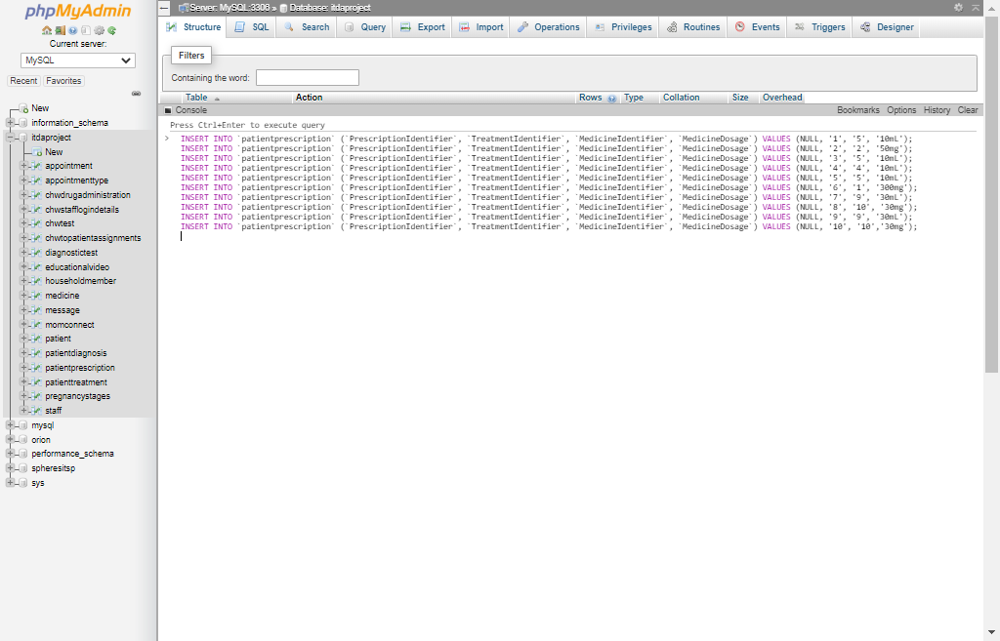 phpMyAdmin
Current server:
MySQL
Recent Favorites
New
information_schema
itdaproject
New
appointment
appointmenttype
chwdrugadministration
chwstafflogindetails
chwtest
chwtopatientassignments
diagnostictest
educationalvideo
householdmember
medicine
message
momconnect
patient
patientdiagnosis
patientprescription
patienttreatment
pregnancystages
staff
mysql
orion
performance_schema
spheresitsp
sys
Server: MySQL:3308 » Database: itdaproject
Structure SQL Search Query Export Import Operations Privileges Routines Events Triggers Designer
Filters
Containing the word:
Table Action Rows Type Collation Size Overhead
Console Bookmarks Options History Clear
Press Ctrl+Enter to execute query
> INSERT INTO `patientprescription` (`PrescriptionIdentifier`, `TreatmentIdentifier`, `MedicineIdentifier`, `MedicineDosage`) VALUES (NULL, '1', '5', '10mL');
INSERT INTO `patientprescription` (`PrescriptionIdentifier`, `TreatmentIdentifier`, `MedicineIdentifier`, `MedicineDosage`) VALUES (NULL, '2', '2', '50mg');
INSERT INTO `patientprescription` (`PrescriptionIdentifier`, `TreatmentIdentifier`, `MedicineIdentifier`, `MedicineDosage`) VALUES (NULL, '3', '5', '10mL');
INSERT INTO `patientprescription` (`PrescriptionIdentifier`, `TreatmentIdentifier`, `MedicineIdentifier`, `MedicineDosage`) VALUES (NULL, '4', '4', '10mL');
INSERT INTO `patientprescription` (`PrescriptionIdentifier`, `TreatmentIdentifier`, `MedicineIdentifier`, `MedicineDosage`) VALUES (NULL, '5', '5', '10mL');
INSERT INTO `patientprescription` (`PrescriptionIdentifier`, `TreatmentIdentifier`, `MedicineIdentifier`, `MedicineDosage`) VALUES (NULL, '6', '1', '300mg');
INSERT INTO `patientprescription` (`PrescriptionIdentifier`, `TreatmentIdentifier`, `MedicineIdentifier`, `MedicineDosage`) VALUES (NULL, '7', '9', '30mL');
INSERT INTO `patientprescription` (`PrescriptionIdentifier`, `TreatmentIdentifier`, `MedicineIdentifier`, `MedicineDosage`) VALUES (NULL, '8', '10', '30mg');
INSERT INTO `patientprescription` (`PrescriptionIdentifier`, `TreatmentIdentifier`, `MedicineIdentifier`, `MedicineDosage`) VALUES (NULL, '9', '9', '30mL');
INSERT INTO `patientprescription` (`PrescriptionIdentifier`, `TreatmentIdentifier`, `MedicineIdentifier`, `MedicineDosage`) VALUES (NULL, '10', '10','30mg');